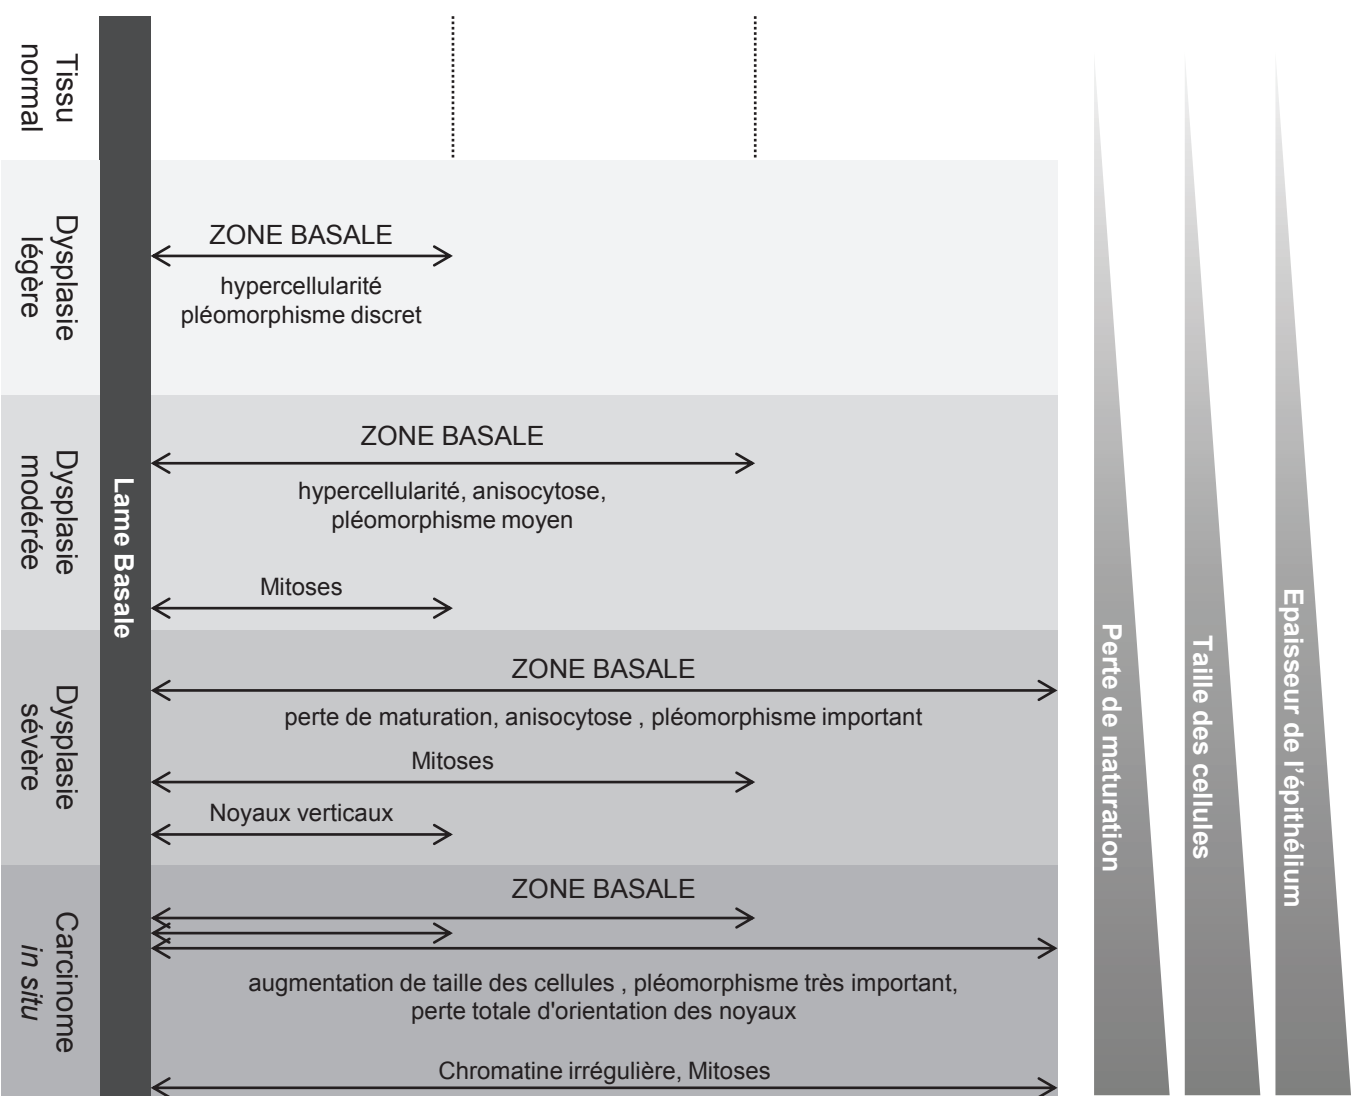 Tissu
normal
Dysplasie
légère
ZONE BASALE
hypercellularité
pléomorphisme discret
Dysplasie
modérée
ZONE BASALE
hypercellularité, anisocytose,
pléomorphisme moyen
Mitoses
Lame Basale
Dysplasie
sévère
ZONE BASALE
perte de maturation, anisocytose , pléomorphisme important
Mitoses
Noyaux verticaux
Carcinome
in situ
ZONE BASALE
augmentation de taille des cellules , pléomorphisme très important,
perte totale d'orientation des noyaux
Chromatine irrégulière, Mitoses
Perte de maturation
Taille des cellules
Epaisseur de l'épithélium